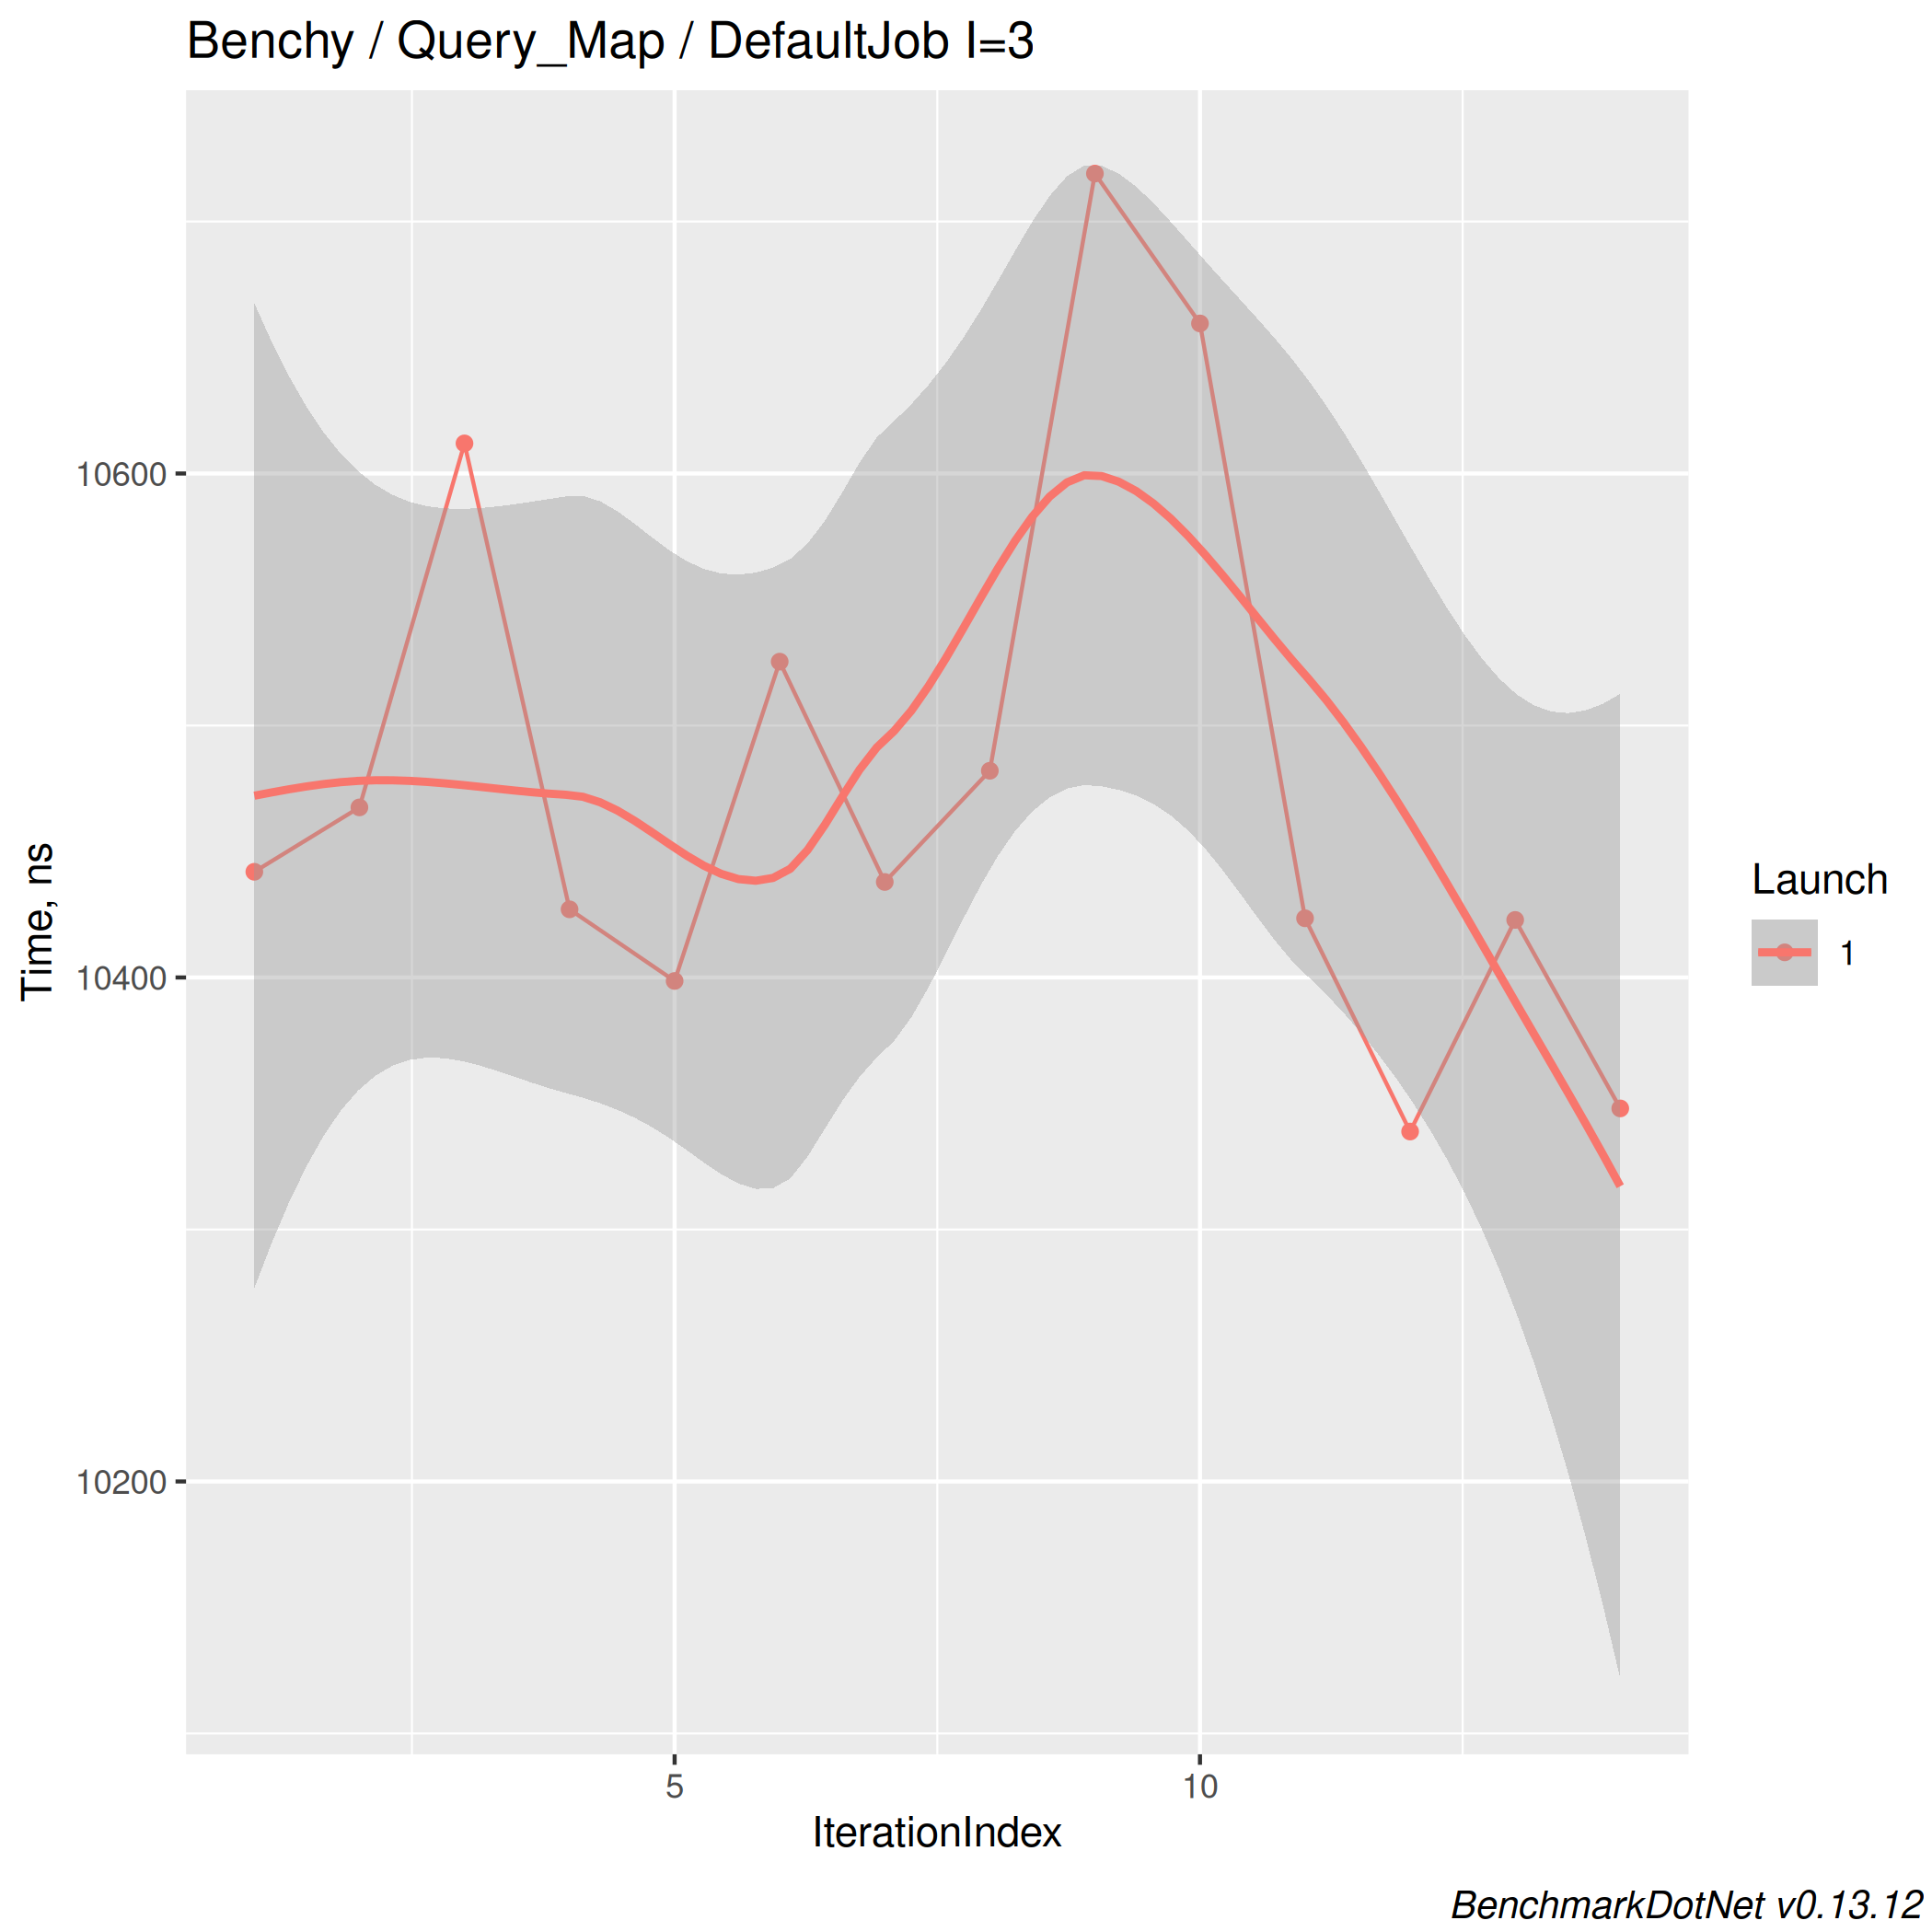 Benchy / Query_Map / DefaultJob I=3
Time, ns
10600
10400
10200
5
10
IterationIndex
Launch
1
BenchmarkDotNet v0.13.12